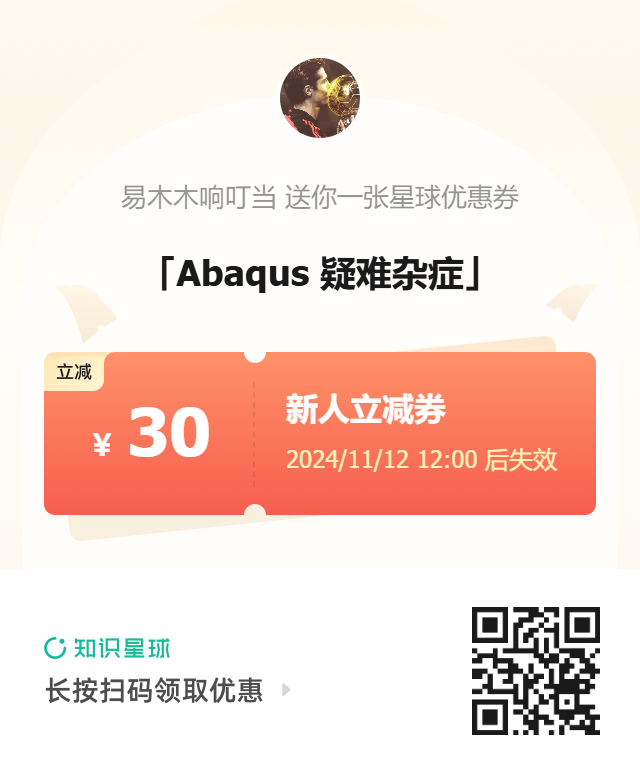 易木木响叮当 送你一张星球优惠券
「Abaqus 疑难杂症」
立减
¥ 30
新人立减券
2024/11/12 12:00 后失效
知识星球
长按扫码领取优惠